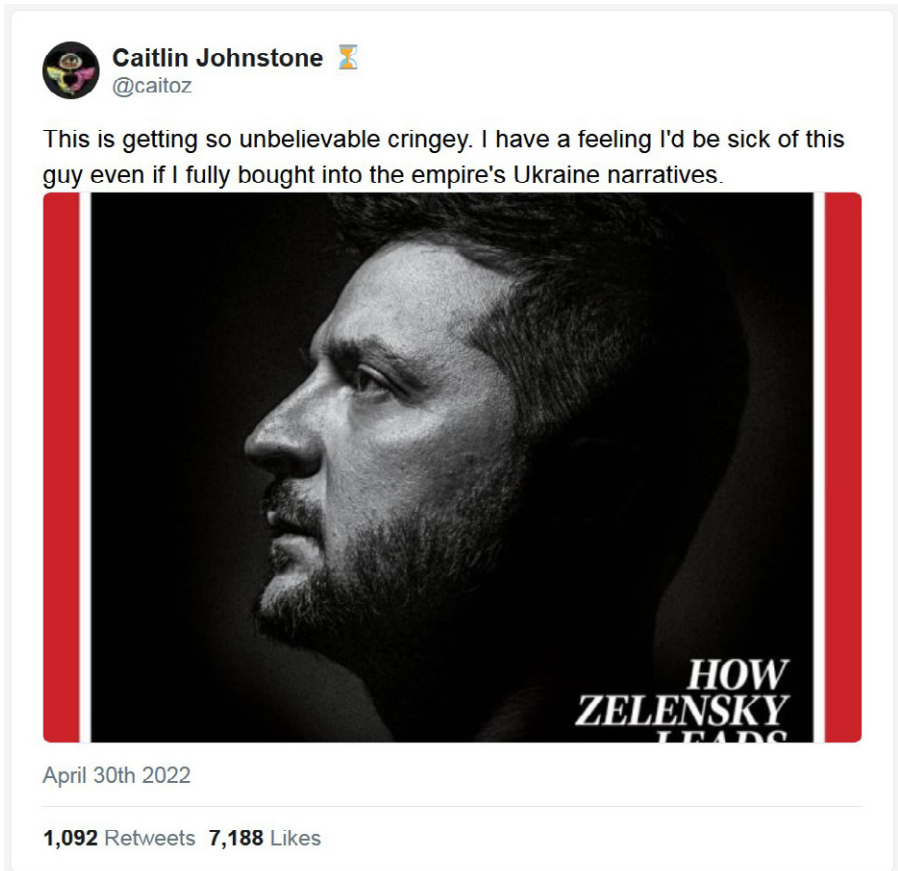 Caitlin Johnstone ⏳
@caitoz
This is getting so unbelievable cringey. I have a feeling I'd be sick of this
guy even if I fully bought into the empire's Ukraine narratives.
HOW
ZELENSKY
LEADS
April 30th 2022
1,092 Retweets 7,188 Likes